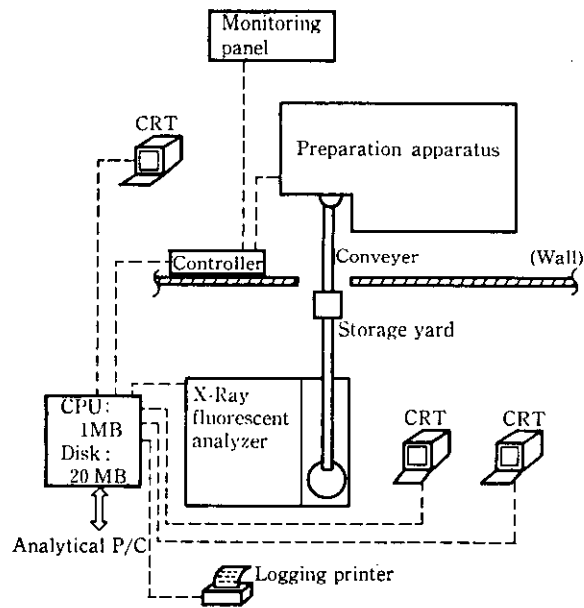 Monitoring
panel
CRT
Preparation apparatus
Controller
Conveyer
(Wall)
Storage yard
X-Ray
fluorescent
analyzer
CPU:
1MB
Disk:
20 MB
CRT
CRT
Analytical P/C
Logging printer